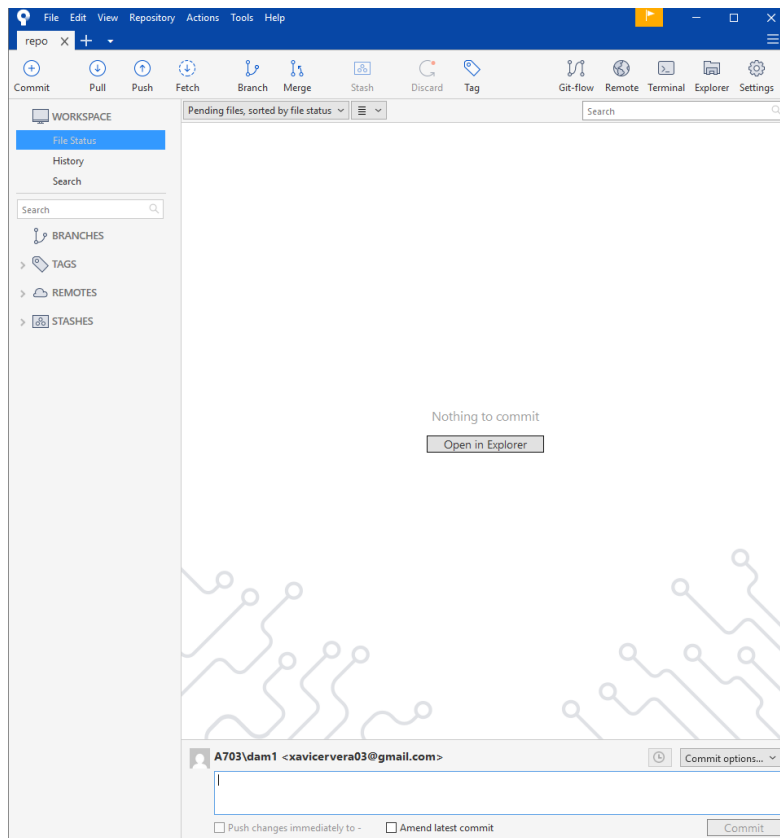 File Edit View Repository Actions Tools Help
repo
Commit Pull Push Fetch Branch Merge Stash Discard Tag Git-flow Remote Terminal Explorer Settings
WORKSPACE
File Status
History
Search
Search
BRANCHES
TAGS
REMOTES
STASHES
Pending files, sorted by file status
Search
Nothing to commit
Open in Explorer
A703\dam1 <xavicervera03@gmail.com>
Commit options...
Push changes immediately to -
Amend latest commit
Commit